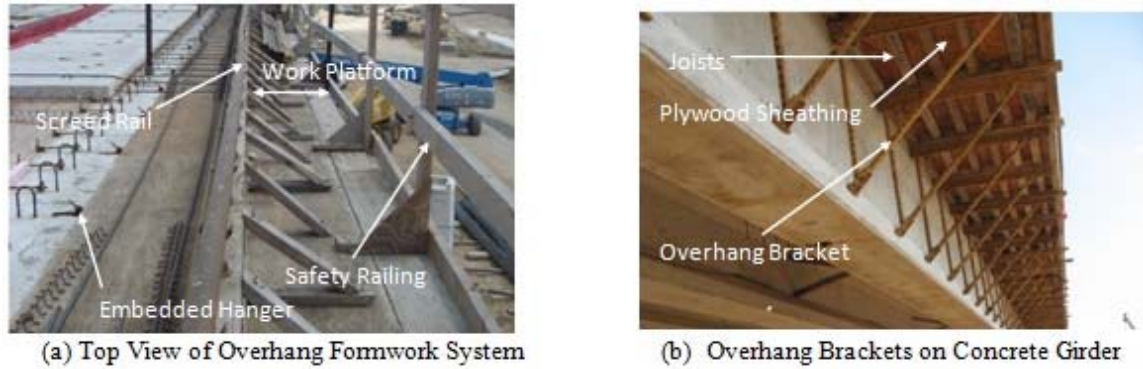 Work Platform
Screed Rail
Safety Railing
Embedded Hanger
Joists
Plywood Sheathing
Overhang Bracket
(a) Top View of Overhang Formwork System
(b) Overhang Brackets on Concrete Girder